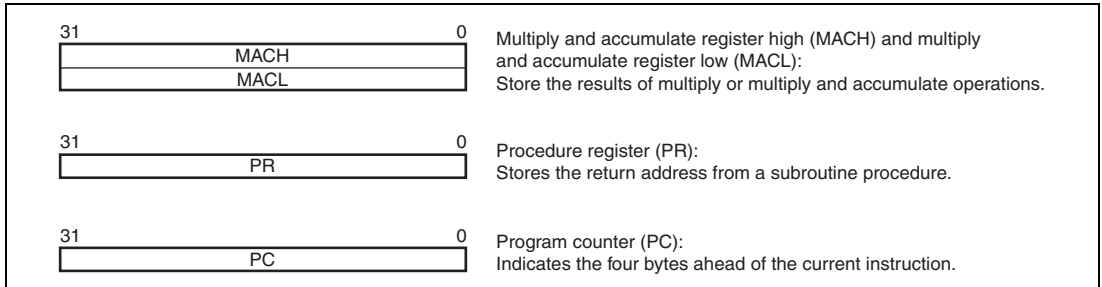 31 0
MACH
MACL
Multiply and accumulate register high (MACH) and multiply
and accumulate register low (MACL):
Store the results of multiply or multiply and accumulate operations.
31 0
PR
Procedure register (PR):
Stores the return address from a subroutine procedure.
31 0
PC
Program counter (PC):
Indicates the four bytes ahead of the current instruction.